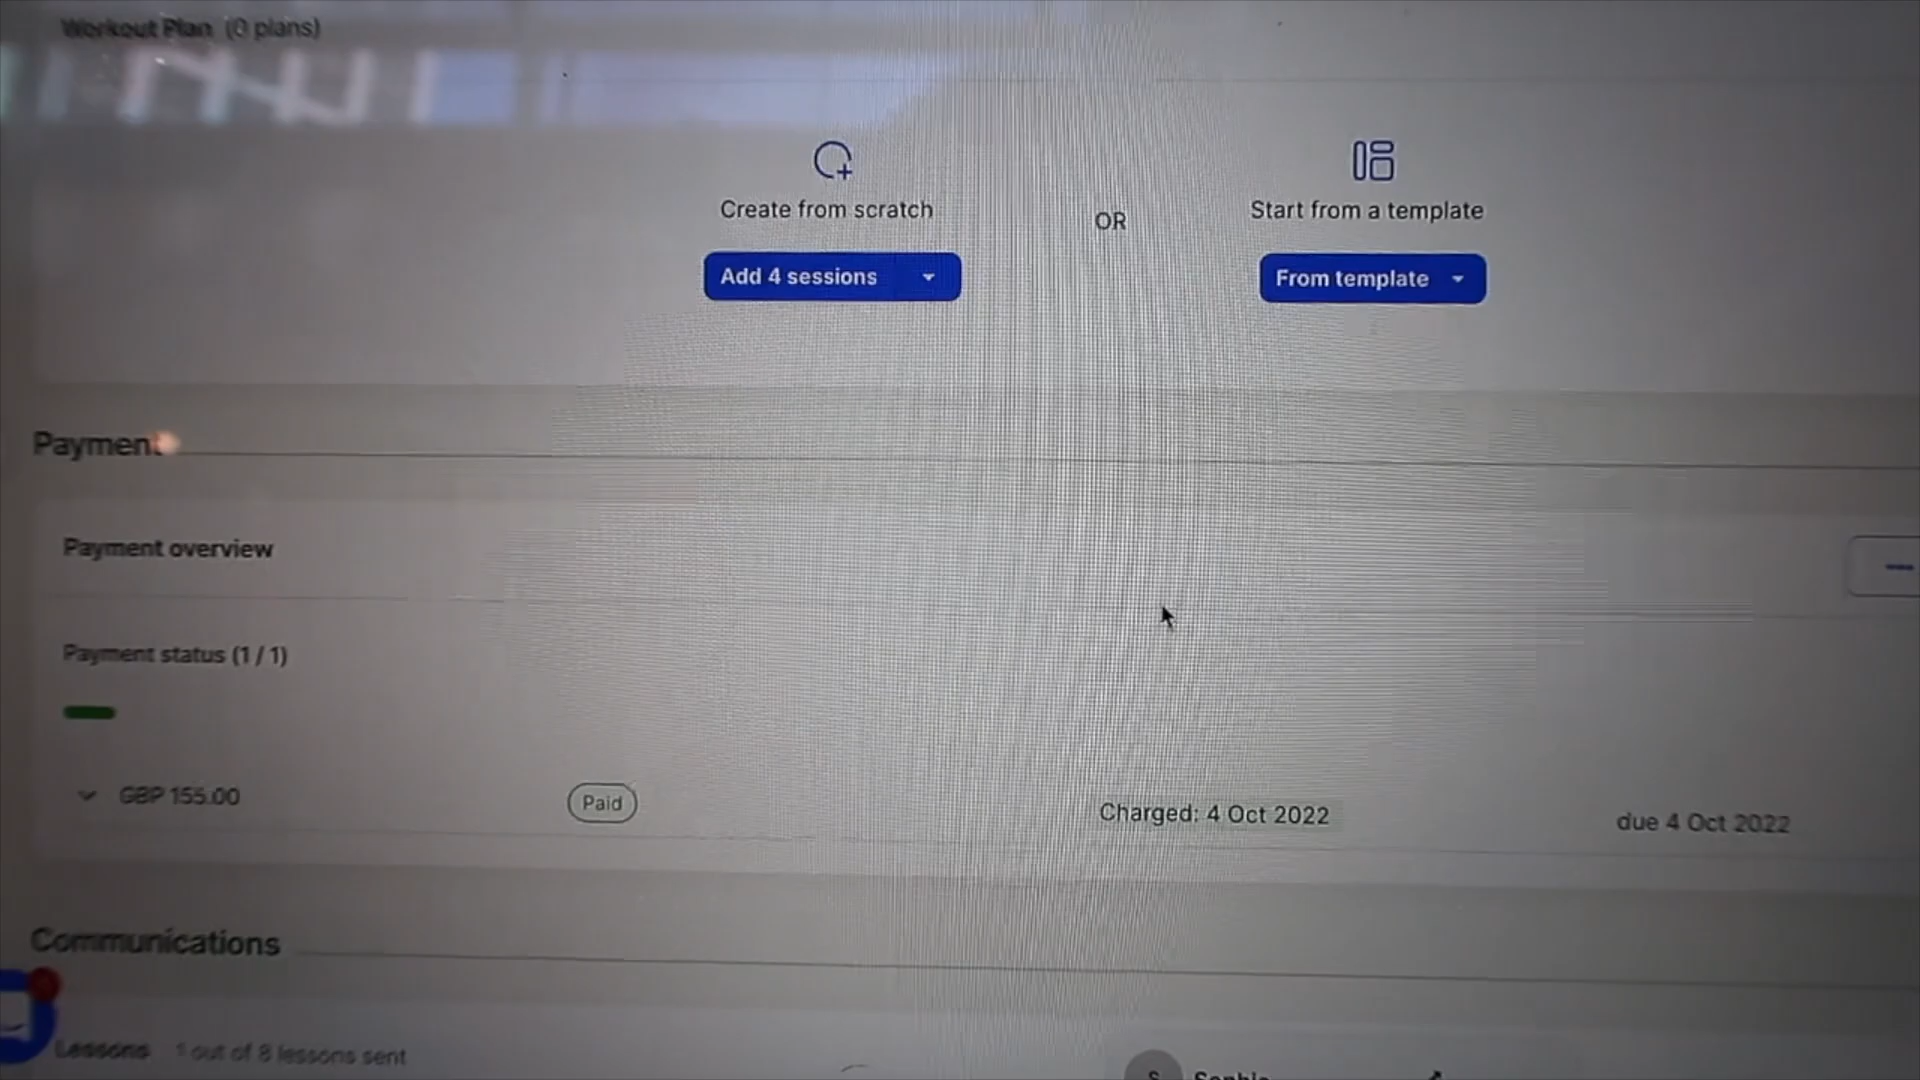 Workout Plan (0 plans)
Create from scratch
OR
Start from a template
Add 4 sessions
From template
Payment
Payment overview
Payment status (1 / 1)
GBP 155.00
Paid
Charged: 4 Oct 2022
due 4 Oct 2022
Communications
Lessons 1 out of 8 lessons sent
S